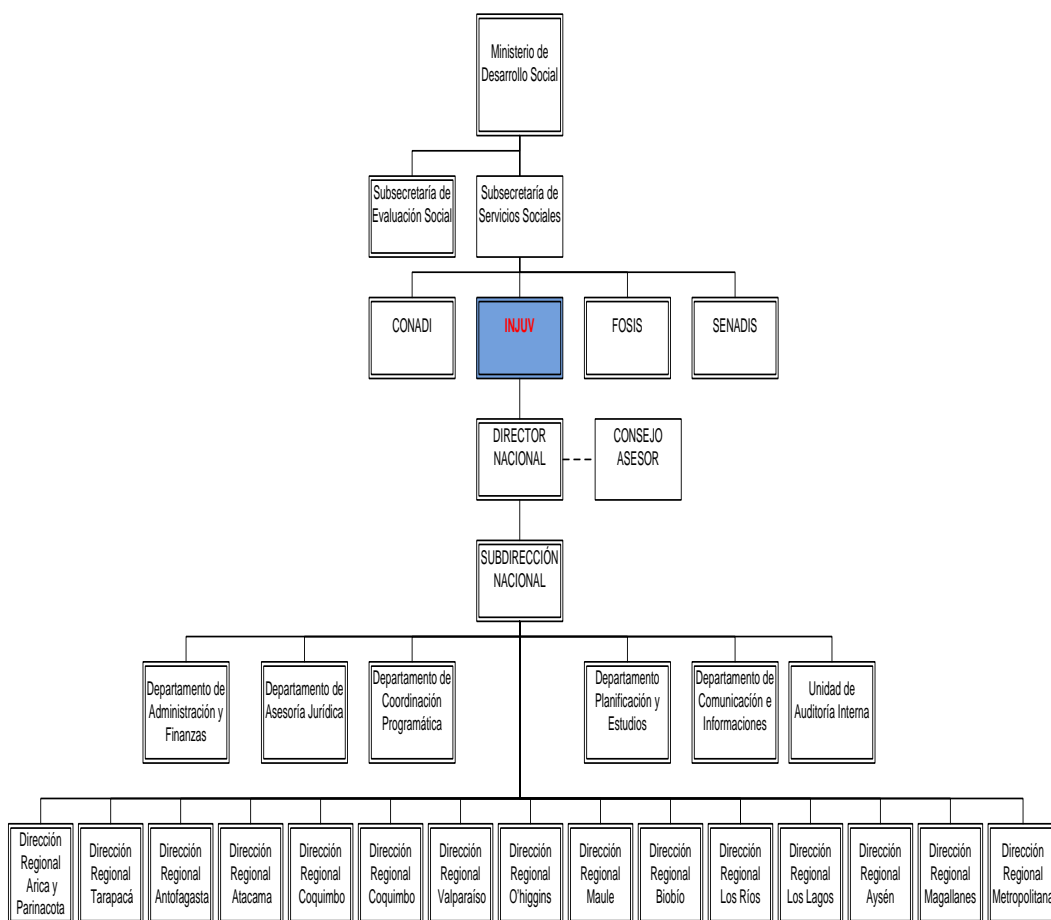 Ministerio de
Desarrollo Social
Subsecretaría de
Evaluación Social
Subsecretaría de
Servicios Sociales
CONADI
INJUV
FOSIS
SENADIS
DIRECTOR
NACIONAL
CONSEJO
ASESOR
SUBDIRECCIÓN
NACIONAL
Departamento de
Administración y
Finanzas
Departamento de
Asesoría Jurídica
Departamento de
Coordinación
Programática
Departamento
Planificación y
Estudios
Departamento de
Comunicación e
Informaciones
Unidad de
Auditoría Interna
Dirección
Regional
Arica y
Parinacota
Dirección
Regional
Tarapacá
Dirección
Regional
Antofagasta
Dirección
Regional
Atacama
Dirección
Regional
Coquimbo
Dirección
Regional
Coquimbo
Dirección
Regional
Valparaíso
Dirección
Regional
O'higgins
Dirección
Regional
Maule
Dirección
Regional
Biobío
Dirección
Regional
Los Ríos
Dirección
Regional
Los Lagos
Dirección
Regional
Aysén
Dirección
Regional
Magallanes
Dirección
Regional
Metropolitana